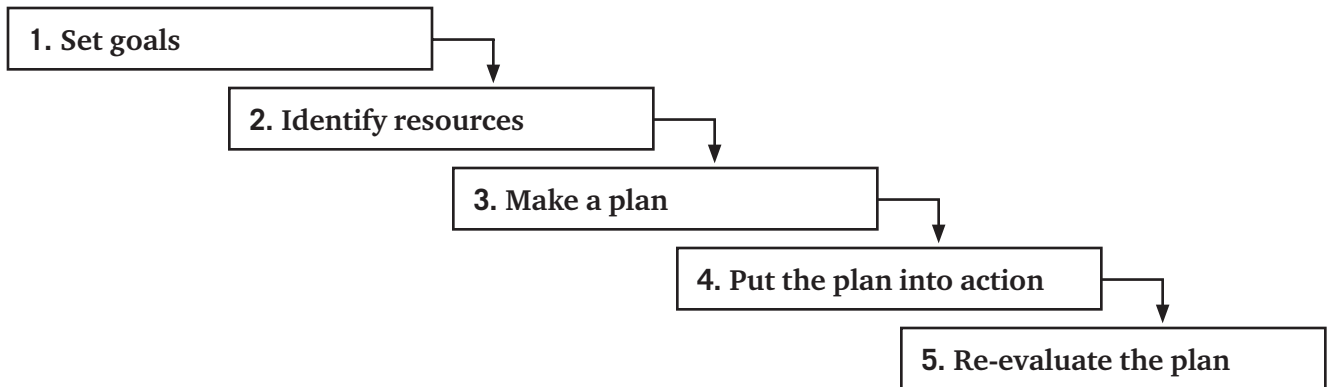 1. Set goals
2. Identify resources
3. Make a plan
4. Put the plan into action
5. Re-evaluate the plan